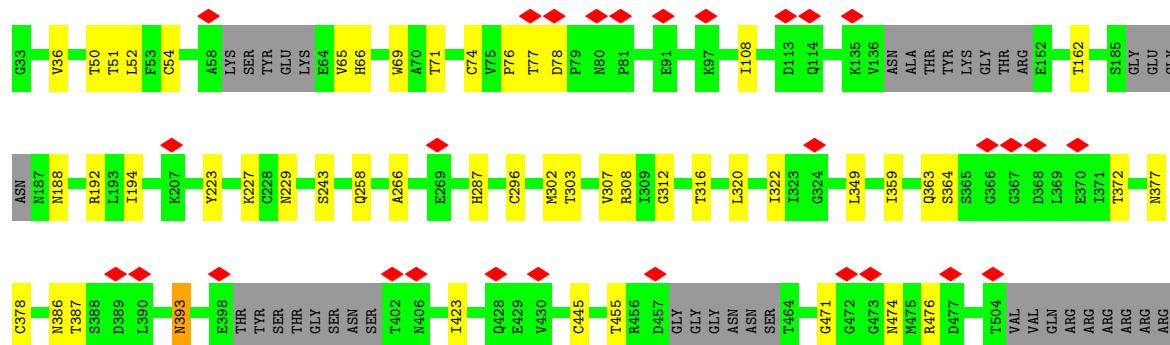 G33 V36 T50 T51 L52 F53 C54 A58 LYS SER TYR GLU LYS E64 V65 H66 W69 A70 T71 C74 V75 P76 T77 D78 P79 N80 P81 E91 K97 I108 D113 Q114 K135 V136 ASN ALA THR TYR LYS GLY THR ARG E152 T162 S185 GLY GLU
ASN N187 N188 R192 L193 I194 K207 Y223 K227 C228 N229 S243 Q258 A266 E269 H287 C296 M302 T303 V307 R308 I309 G312 T316 L320 I322 I323 G324 L349 I359 Q363 S364 S365 G366 G367 D368 L369 E370 I371 T372 N377
C378 N386 T387 S388 D389 L390 N393 E398 THR TYR SER THR GLY SER ASN SER T402 N406 I423 Q428 E429 V430 C445 T455 R456 D457 GLY GLY GLY ASN ASN SER T464 G471 G472 G473 N474 M475 R476 D477 T504 VAL VAL GLN ARG ARG ARG ARG ARG